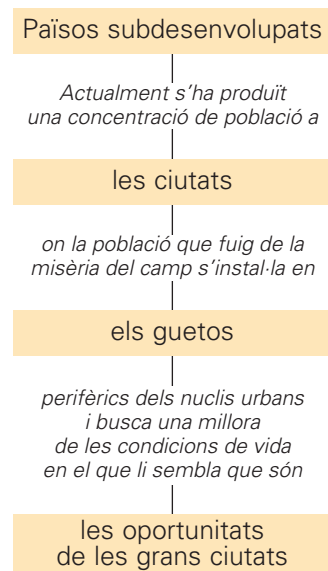 Països subdesenvolupats
Actualment s’ha produït
una concentració de població a
les ciutats
on la població que fuig de la
misèria del camp s’instal·la en
els guetos
perifèrics dels nuclis urbans
i busca una millora
de les condicions de vida
en el que li sembla que són
les oportunitats
de les grans ciutats